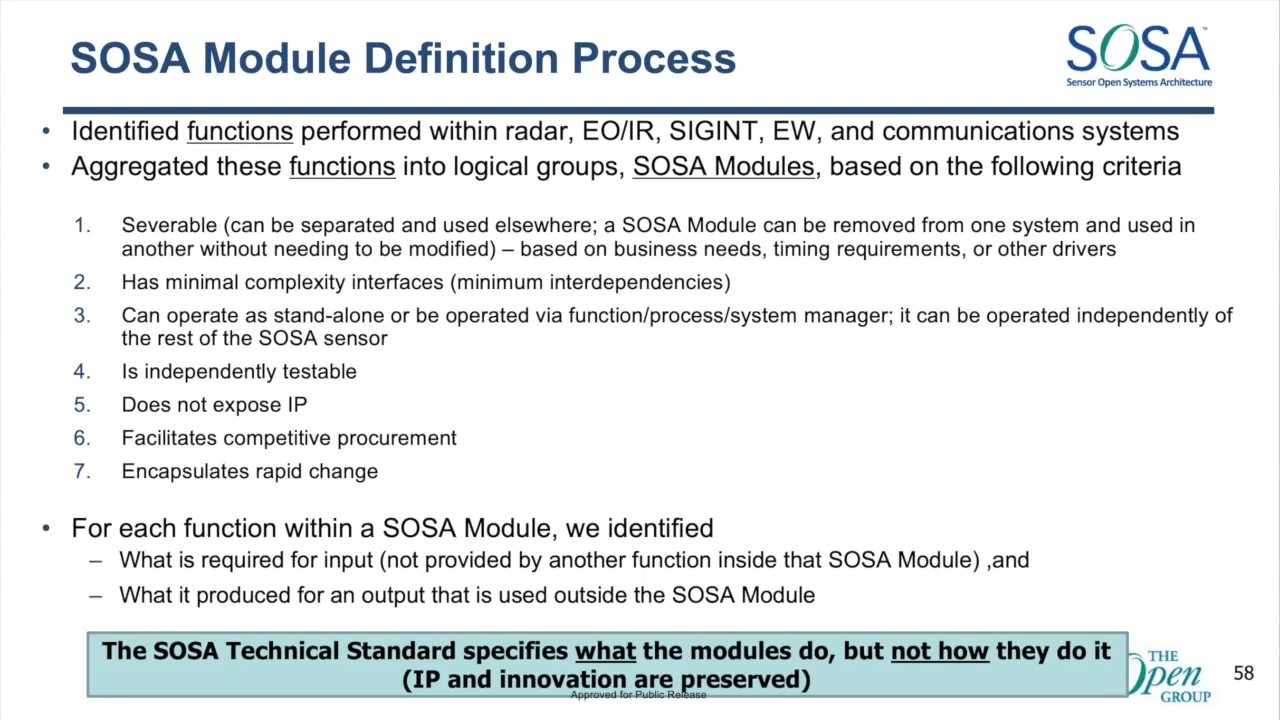 SOSA Module Definition Process
SOSA™
Sensor Open Systems Architecture
• Identified functions performed within radar, EO/IR, SIGINT, EW, and communications systems
• Aggregated these functions into logical groups, SOSA Modules, based on the following criteria
1. Severable (can be separated and used elsewhere; a SOSA Module can be removed from one system and used in
another without needing to be modified) – based on business needs, timing requirements, or other drivers
2. Has minimal complexity interfaces (minimum interdependencies)
3. Can operate as stand-alone or be operated via function/process/system manager; it can be operated independently of
the rest of the SOSA sensor
4. Is independently testable
5. Does not expose IP
6. Facilitates competitive procurement
7. Encapsulates rapid change
• For each function within a SOSA Module, we identified
– What is required for input (not provided by another function inside that SOSA Module) ,and
– What it produced for an output that is used outside the SOSA Module
The SOSA Technical Standard specifies what the modules do, but not how they do it
(IP and innovation are preserved)
Approved for Public Release
THE
Open
GROUP
58